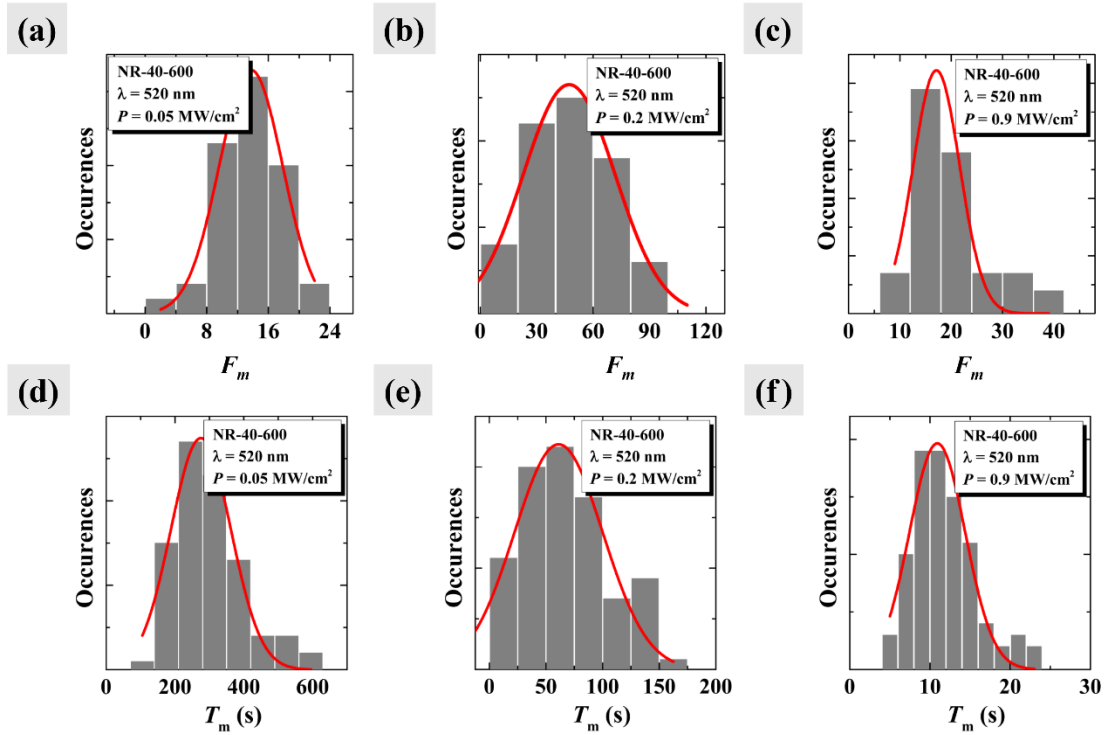 (a)
NR-40-600
λ = 520 nm
P = 0.05 MW/cm²
Occurences
0 8 16 24
Fm
(b)
NR-40-600
λ = 520 nm
P = 0.2 MW/cm²
Occurences
0 30 60 90 120
Fm
(c)
NR-40-600
λ = 520 nm
P = 0.9 MW/cm²
Occurences
0 10 20 30 40
Fm
(d)
NR-40-600
λ = 520 nm
P = 0.05 MW/cm²
Occurences
200 400 600
Tm (s)
(e)
NR-40-600
λ = 520 nm
P = 0.2 MW/cm²
Occurences
0 50 100 150 200
Tm (s)
(f)
NR-40-600
λ = 520 nm
P = 0.9 MW/cm²
Occurences
0 10 20 30
Tm (s)